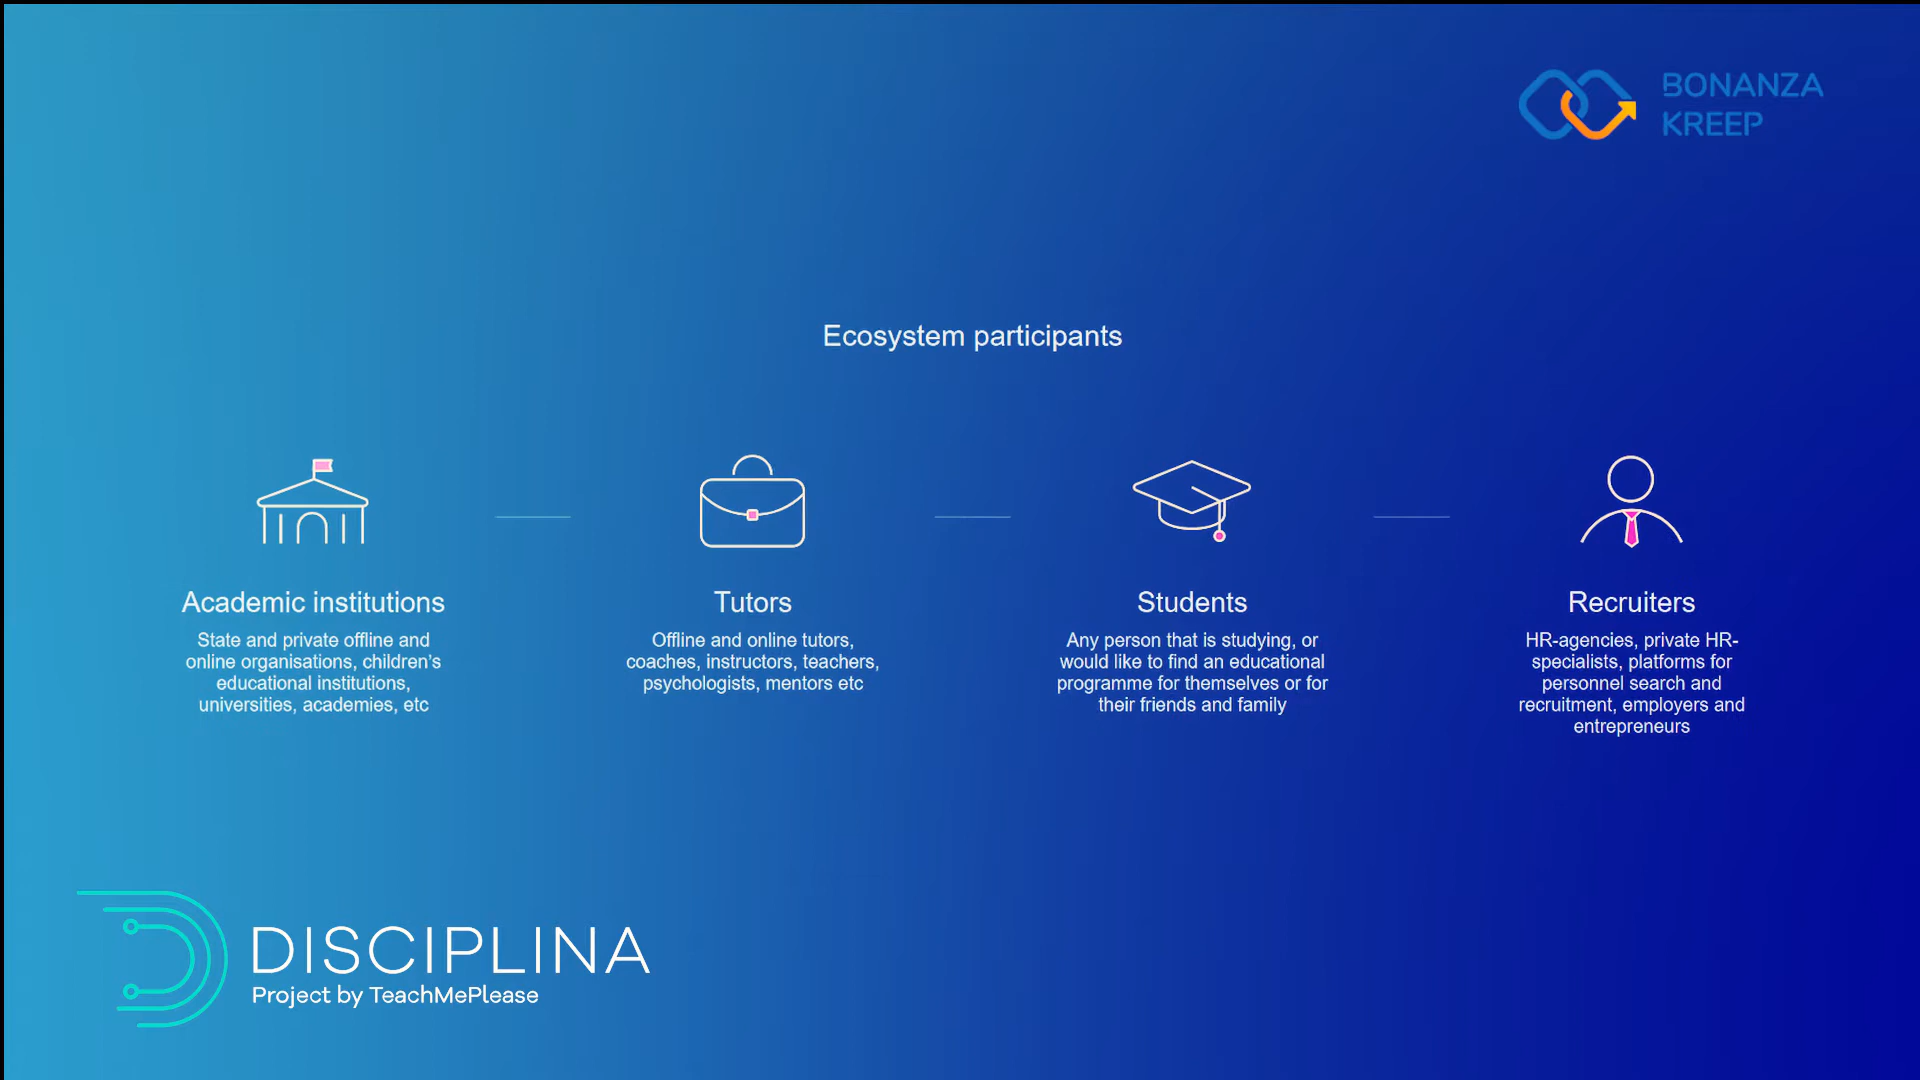 BONANZA
KREEP
Ecosystem participants
Academic institutions
State and private offline and
online organisations, children's
educational institutions,
universities, academies, etc
Tutors
Offline and online tutors,
coaches, instructors, teachers,
psychologists, mentors etc
Students
Any person that is studying, or
would like to find an educational
programme for themselves or for
their friends and family
Recruiters
HR-agencies, private HR-
specialists, platforms for
personnel search and
recruitment, employers and
entrepreneurs
DISCIPLINA
Project by TeachMePlease